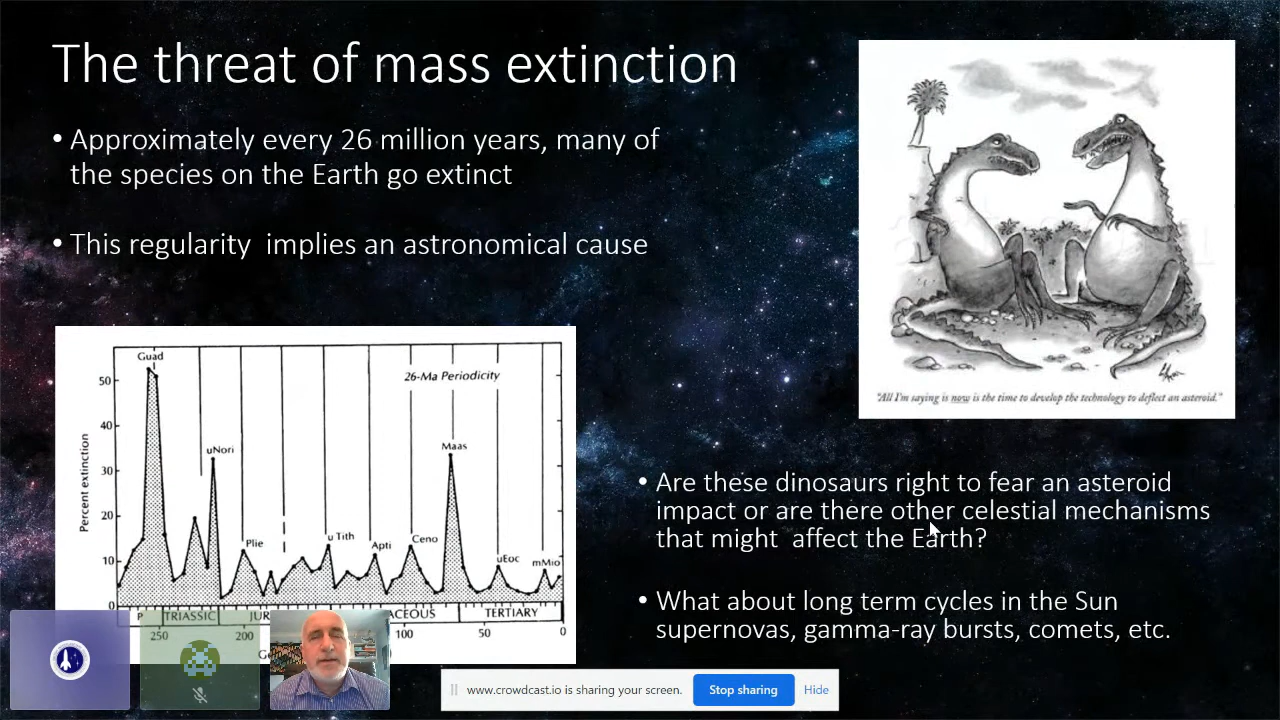 The threat of mass extinction
• Approximately every 26 million years, many of
the species on the Earth go extinct
• This regularity  implies an astronomical cause
Guad
26-Ma Periodicity
uNori
Maas
Plie
u Tith
Apti
Ceno
uEoc
mMio
Percent extinction
50
40
30
20
10
0
P
TRIASSIC
JUR
ACEOUS
TERTIARY
250
200
100
50
0
"All I'm saying is now is the time to develop the technology to deflect an asteroid."
• Are these dinosaurs right to fear an asteroid
impact or are there other celestial mechanisms
that might  affect the Earth?
• What about long term cycles in the Sun
supernovas, gamma-ray bursts, comets, etc.
www.crowdcast.io is sharing your screen.
Stop sharing
Hide